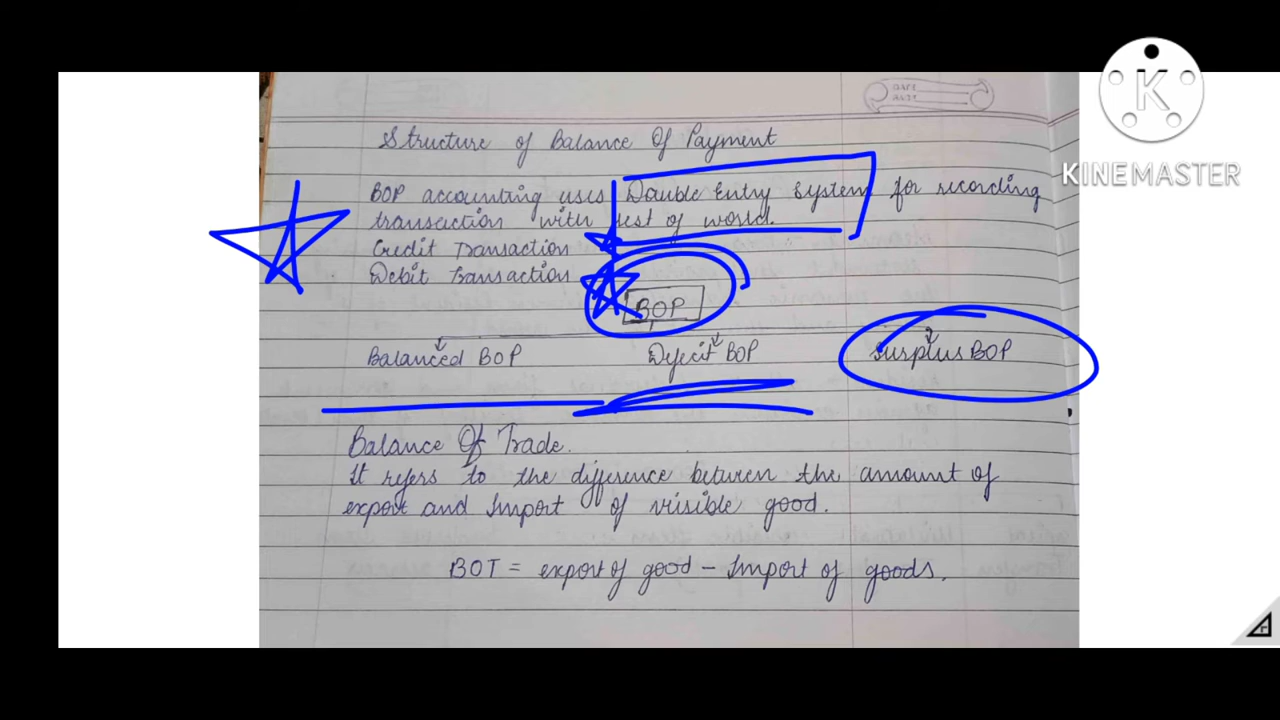 K
KINEMASTER
DATE
Structure of Balance Of Payment
BOP accounting uses Double Entry System for recording
transaction with rest of world.
Credit Transaction
Debit Transaction
BOP
Balanced BOP Deficit BOP Surplus BOP
Balance Of Trade.
It refers to the difference between the amount of
export and Import of visible good.
BOT = export of good - Import of goods.